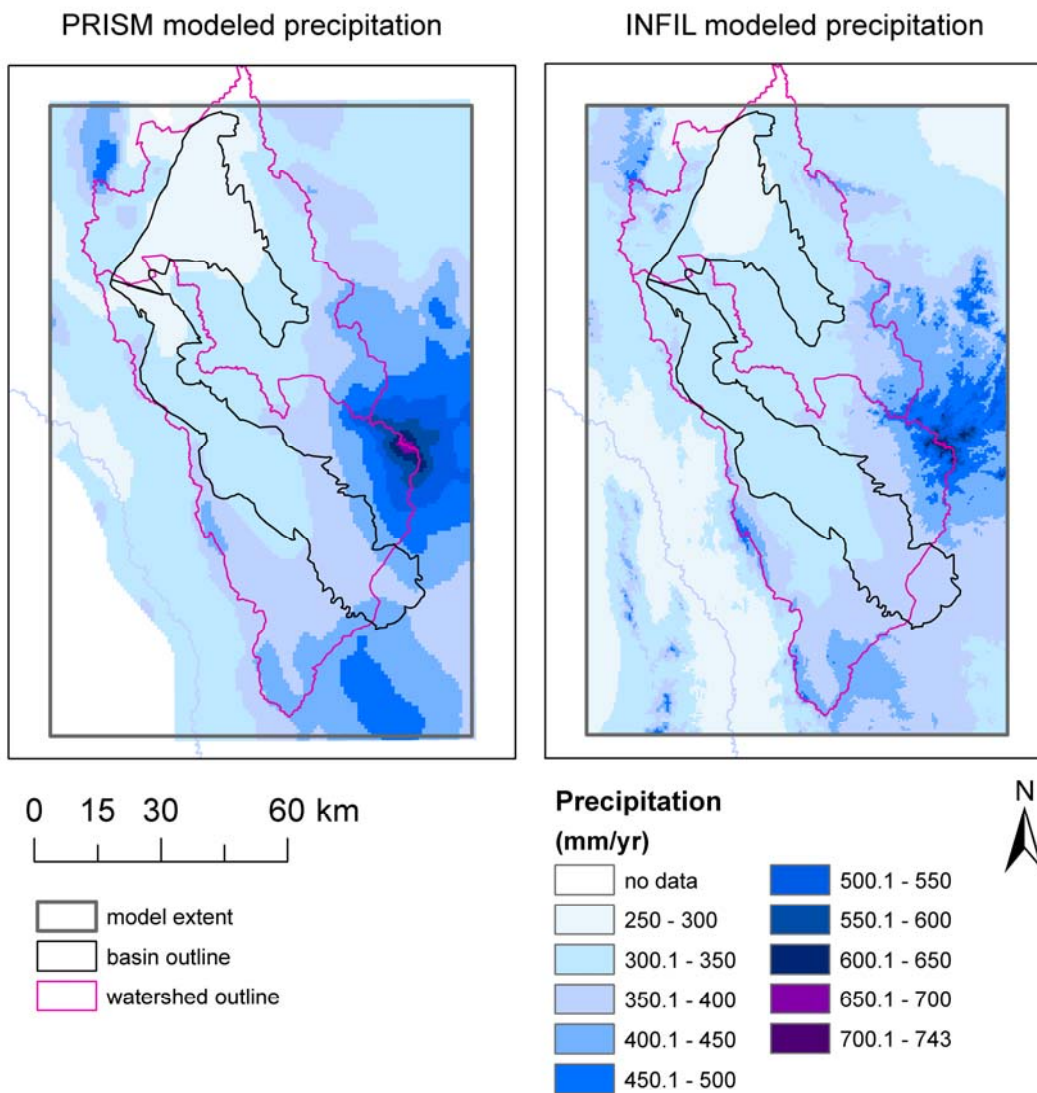 PRISM modeled precipitation
INFIL modeled precipitation
0 15 30 60 km
model extent
basin outline
watershed outline
Precipitation
(mm/yr)
no data
250 - 300
300.1 - 350
350.1 - 400
400.1 - 450
450.1 - 500
500.1 - 550
550.1 - 600
600.1 - 650
650.1 - 700
700.1 - 743
N